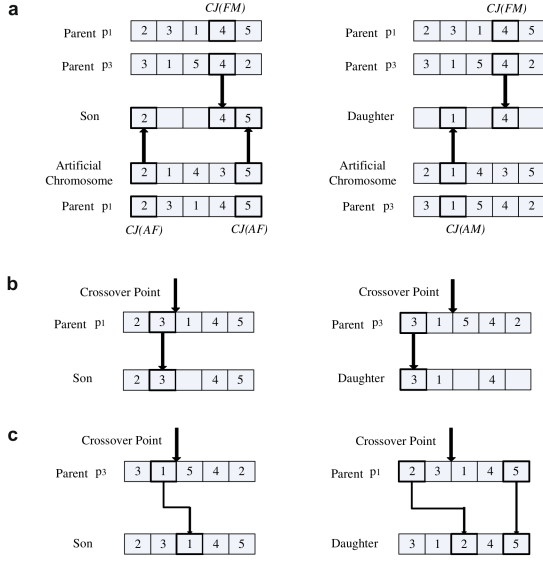 a
CJ(FM) CJ(FM)
Parent p1 2 3 1 4 5 Parent p1 2 3 1 4 5
Parent p3 3 1 5 4 2 Parent p3 3 1 5 4 2
Son 2 4 5 Daughter 1 4
Artificial Chromosome 2 1 4 3 5 Artificial Chromosome 2 1 4 3 5
Parent p1 2 3 1 4 5 Parent p3 3 1 5 4 2
CJ(AF) CJ(AF) CJ(AM)
b
Crossover Point Crossover Point
Parent p1 2 3 1 4 5 Parent p3 3 1 5 4 2
Son 2 3 4 5 Daughter 3 1 4
c
Crossover Point Crossover Point
Parent p3 3 1 5 4 2 Parent p1 2 3 1 4 5
Son 2 3 1 4 5 Daughter 3 1 2 4 5